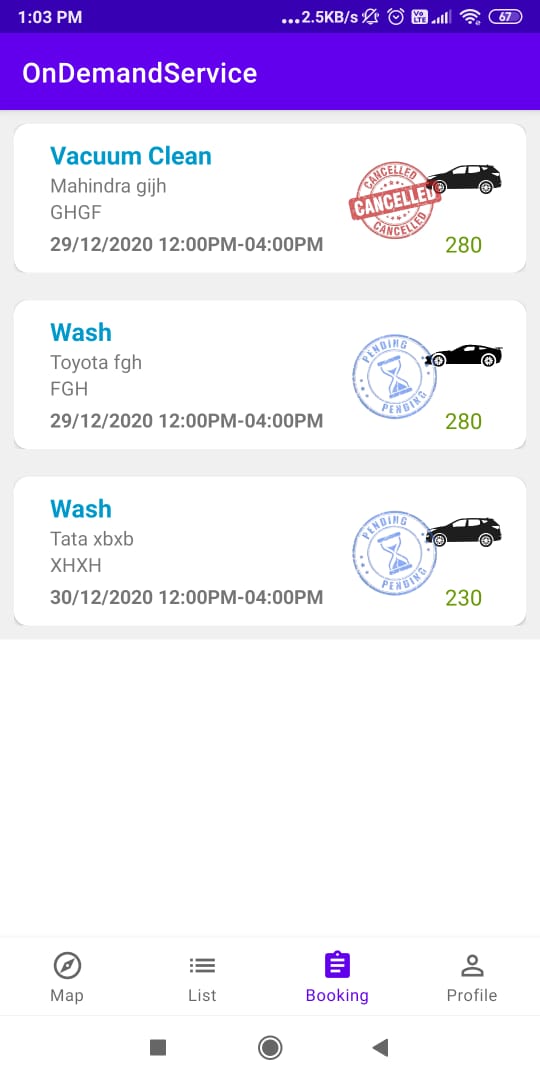 1:03 PM ...2.5KB/s Vo LTE 67
OnDemandService
Vacuum Clean
Mahindra gijh
GHGF
29/12/2020 12:00PM-04:00PM
CANCELLED
CANCELLED
CANCELLED
280
Wash
Toyota fgh
FGH
29/12/2020 12:00PM-04:00PM
PENDING
PENDING
280
Wash
Tata xbxb
XHXH
30/12/2020 12:00PM-04:00PM
PENDING
PENDING
230
Map List Booking Profile